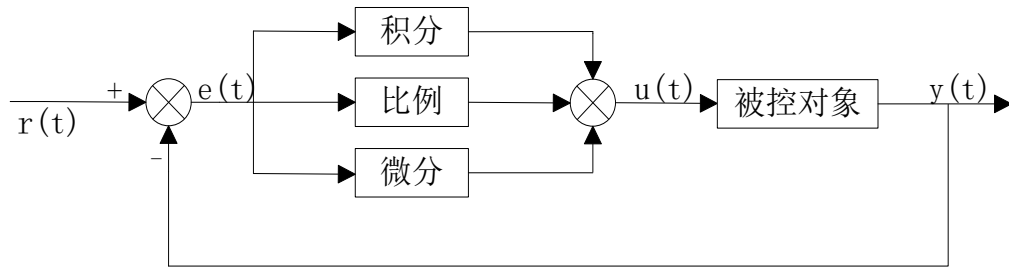 积分
+
e(t)
比例
u(t)
被控对象
y(t)
r(t)
-
微分